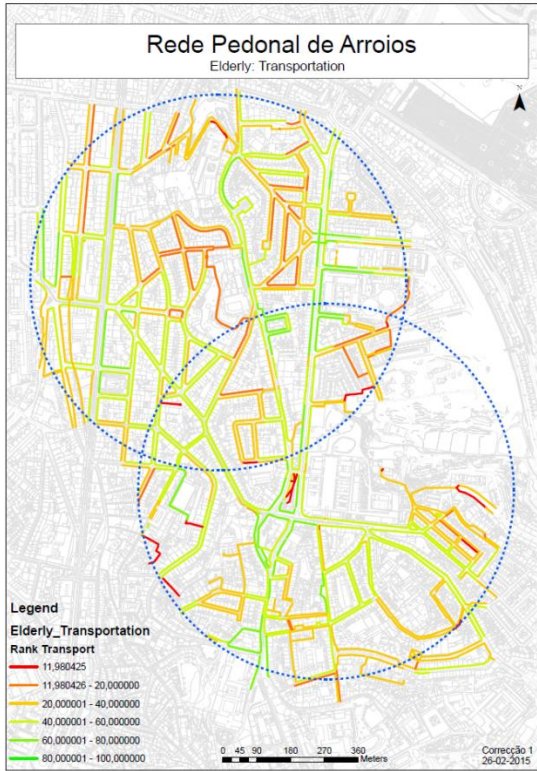 Rede Pedonal de Arroios
Elderly: Transportation
N
Legend
Elderly_Transportation
Rank Transport
11,980425
11,980426 - 20,000000
20,000001 - 40,000000
40,000001 - 60,000000
60,000001 - 80,000000
80,000001 - 100,000000
0 45 90 180 270 360
Meters
Correcção 1
26-02-2015